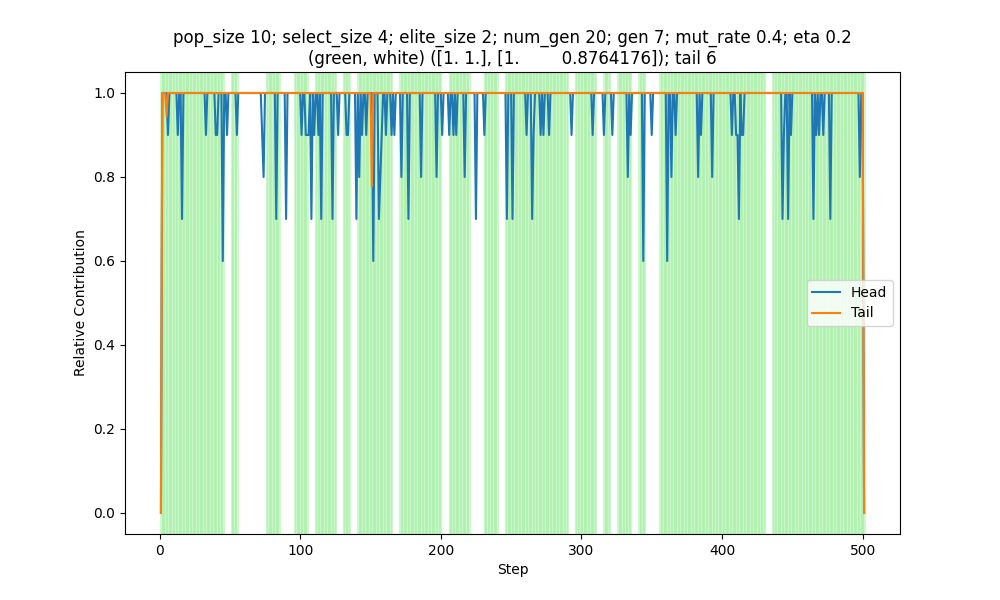 pop_size 10; select_size 4; elite_size 2; num_gen 20; gen 7; mut_rate 0.4; eta 0.2
(green, white) ([1. 1.], [1.        0.8764176]); tail 6
1.0
0.8
0.6
0.4
0.2
0.0
Relative Contribution
Head
Tail
0 100 200 300 400 500
Step